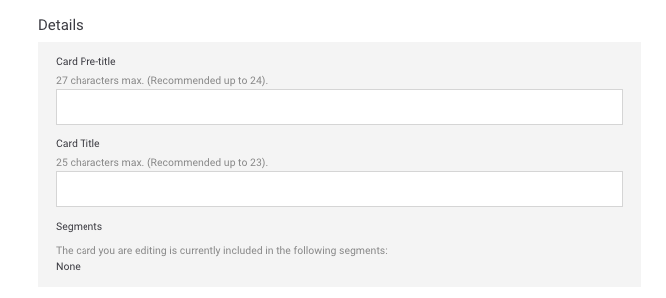 Details
Card Pre-title
27 characters max. (Recommended up to 24).
Card Title
25 characters max. (Recommended up to 23).
Segments
The card you are editing is currently included in the following segments:
None